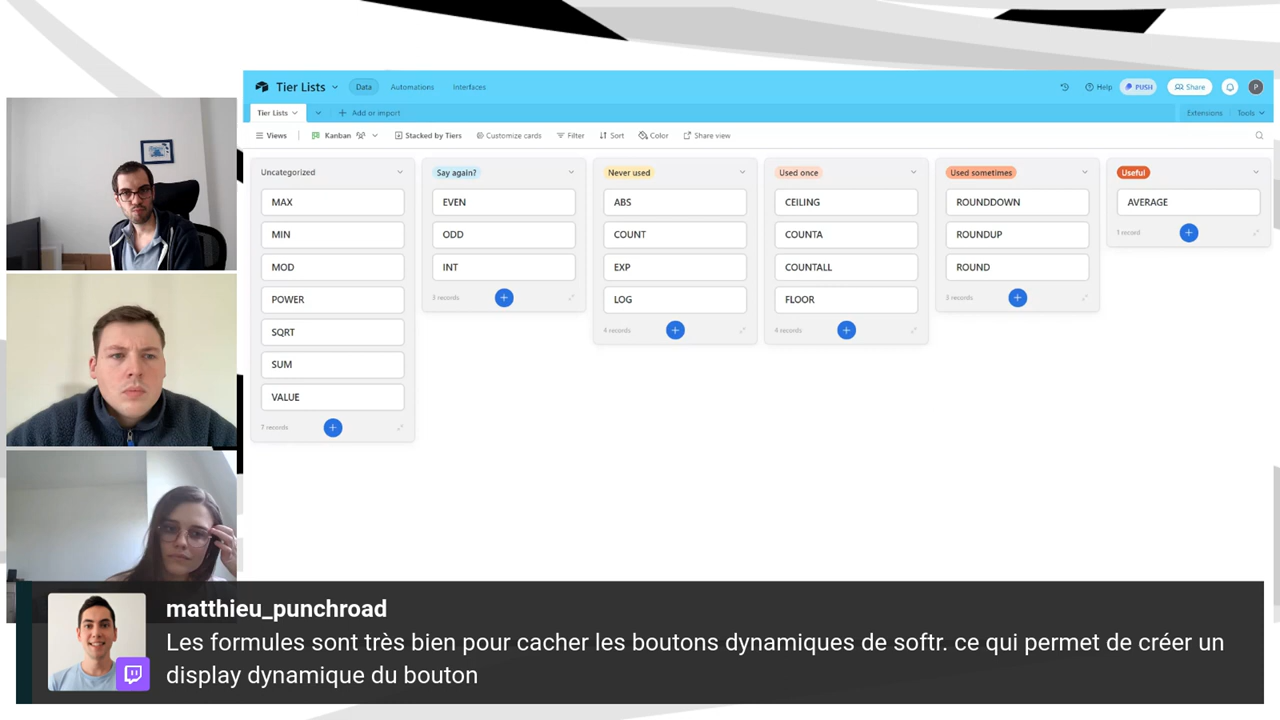 Tier Lists
Data
Automations
Interfaces
Help
PUSH
Share
P
Tier Lists
Add or import
Extensions
Tools
Views
Kanban
Stacked by Tiers
Customize cards
Filter
Sort
Color
Share view
Uncategorized
MAX
MIN
MOD
POWER
SQRT
SUM
VALUE
7 records
Say again?
EVEN
ODD
INT
3 records
Never used
ABS
COUNT
EXP
LOG
4 records
Used once
CEILING
COUNTA
COUNTALL
FLOOR
4 records
Used sometimes
ROUNDDOWN
ROUNDUP
ROUND
3 records
Useful
AVERAGE
1 record
matthieu_punchroad
Les formules sont très bien pour cacher les boutons dynamiques de softr. ce qui permet de créer un
display dynamique du bouton